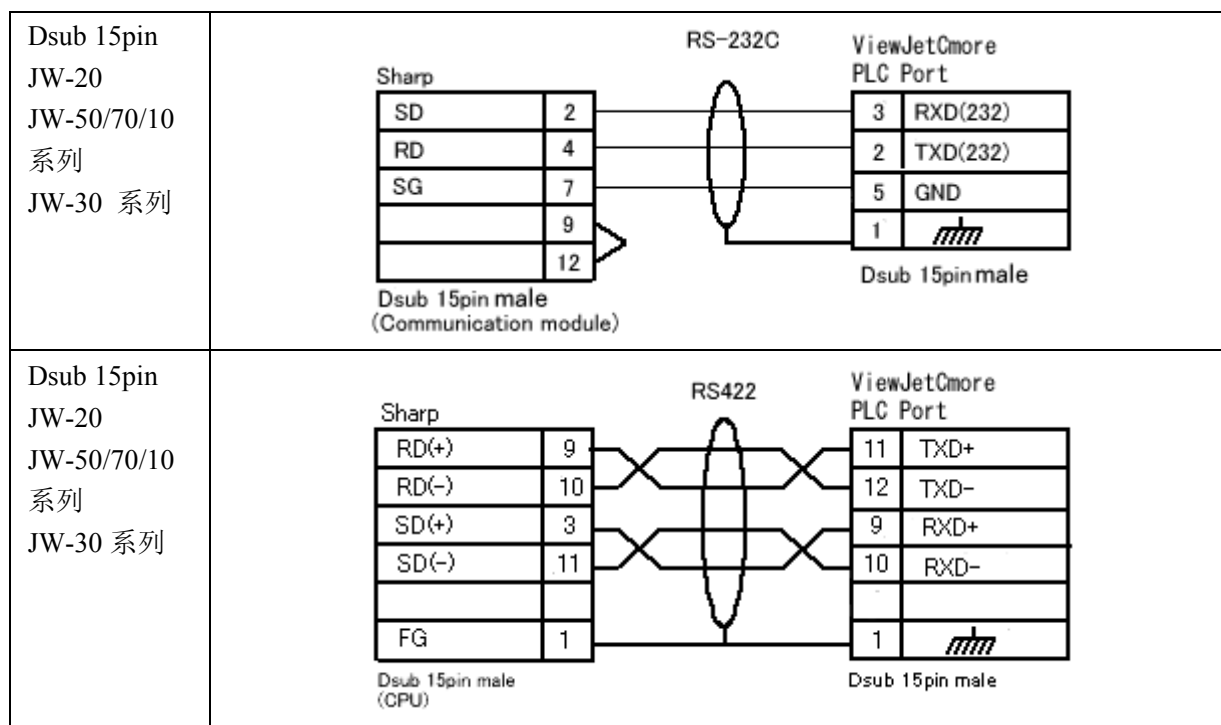 Dsub 15pin
JW-20
JW-50/70/10
系列
JW-30 系列
RS-232C
ViewJetCmore
PLC Port
Sharp
SD 2
RD 4
SG 7
9
12
3 RXD(232)
2 TXD(232)
5 GND
1
Dsub 15pin male
(Communication module)
Dsub 15pin male
Dsub 15pin
JW-20
JW-50/70/10
系列
JW-30 系列
RS422
ViewJetCmore
PLC Port
Sharp
RD(+) 9
RD(-) 10
SD(+) 3
SD(-) 11
FG 1
11 TXD+
12 TXD-
9 RXD+
10 RXD-
1
Dsub 15pin male
(CPU)
Dsub 15pin male